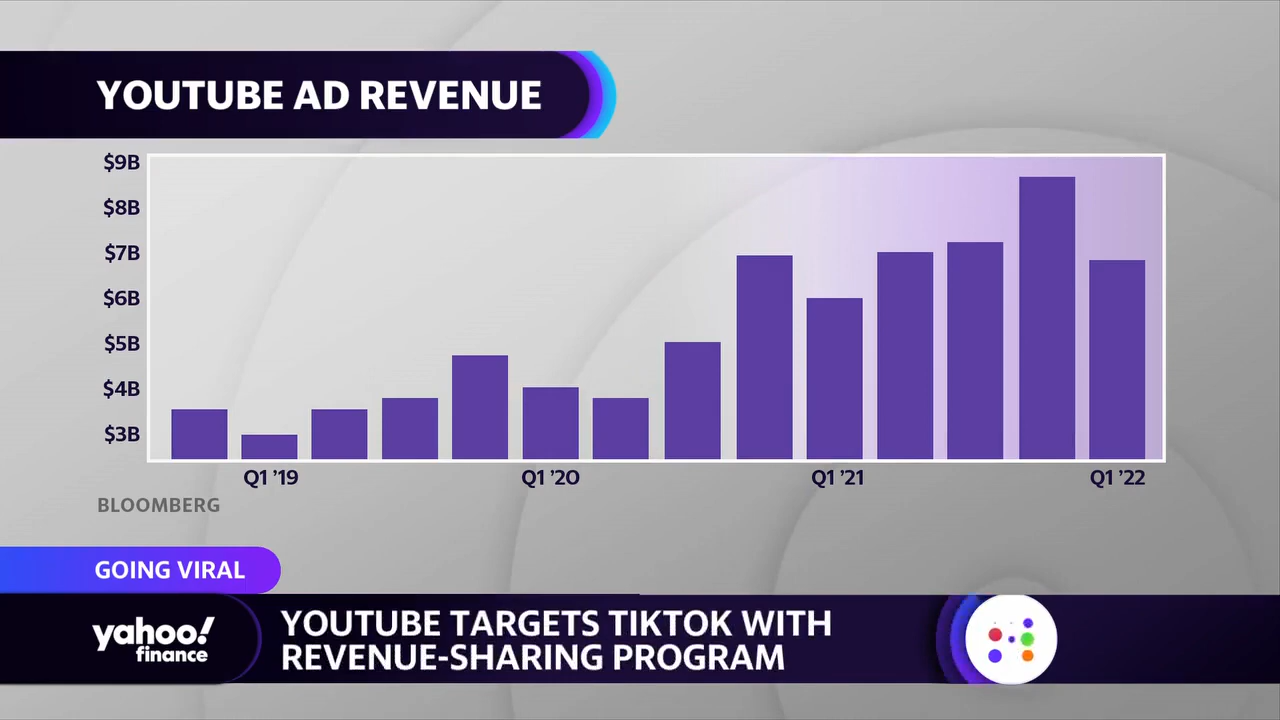 YOUTUBE AD REVENUE
$9B
$8B
$7B
$6B
$5B
$4B
$3B
Q1 ’19
Q1 ’20
Q1 ’21
Q1 ’22
BLOOMBERG
GOING VIRAL
yahoo!
finance
YOUTUBE TARGETS TIKTOK WITH
REVENUE-SHARING PROGRAM